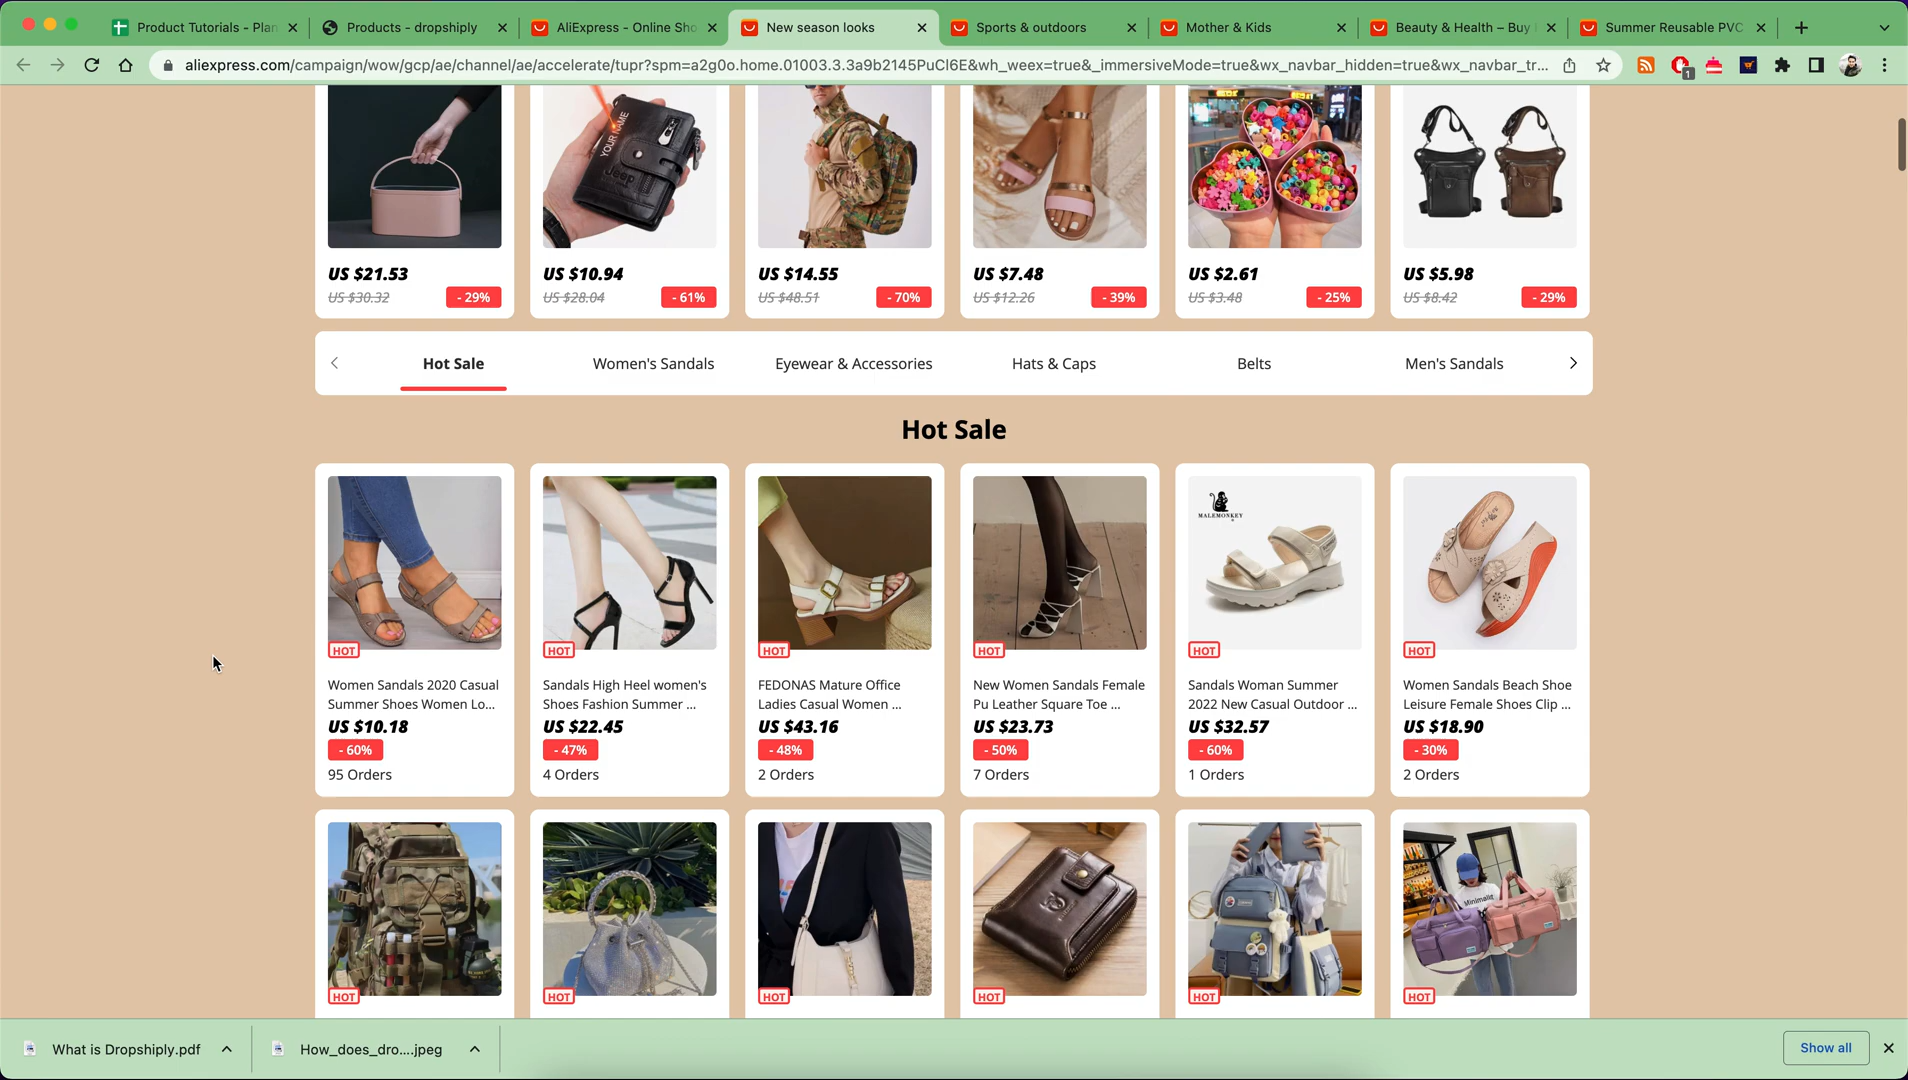 Product Tutorials - Plan
Products - dropshiply
AliExpress - Online Sho
New season looks
Sports & outdoors
Mother & Kids
Beauty & Health – Buy
Summer Reusable PVC
aliexpress.com/campaign/wow/gcp/ae/channel/ae/accelerate/tupr?spm=a2g0o.home.01003.3.3a9b2145PuCl6E&wh_weex=true&_immersiveMode=true&wx_navbar_hidden=true&wx_navbar_tr...
1
YOUR NAME
Jeep
US $21.53
US $30.32
- 29%
US $10.94
US $28.04
- 61%
US $14.55
US $48.51
- 70%
US $7.48
US $12.26
- 39%
US $2.61
US $3.48
- 25%
US $5.98
US $8.42
- 29%
Hot Sale
Women's Sandals
Eyewear & Accessories
Hats & Caps
Belts
Men's Sandals
Hot Sale
MALEMONKEY
HOT
HOT
HOT
HOT
HOT
HOT
Women Sandals 2020 Casual
Summer Shoes Women Lo...
US $10.18
- 60%
95 Orders
Sandals High Heel women's
Shoes Fashion Summer ...
US $22.45
- 47%
4 Orders
FEDONAS Mature Office
Ladies Casual Women ...
US $43.16
- 48%
2 Orders
New Women Sandals Female
Pu Leather Square Toe ...
US $23.73
- 50%
7 Orders
Sandals Woman Summer
2022 New Casual Outdoor ...
US $32.57
- 60%
1 Orders
Women Sandals Beach Shoe
Leisure Female Shoes Clip ...
US $18.90
- 30%
2 Orders
Minimalist
HOT
HOT
HOT
HOT
HOT
HOT
What is Dropshiply.pdf
How_does_dro....jpeg
Show all